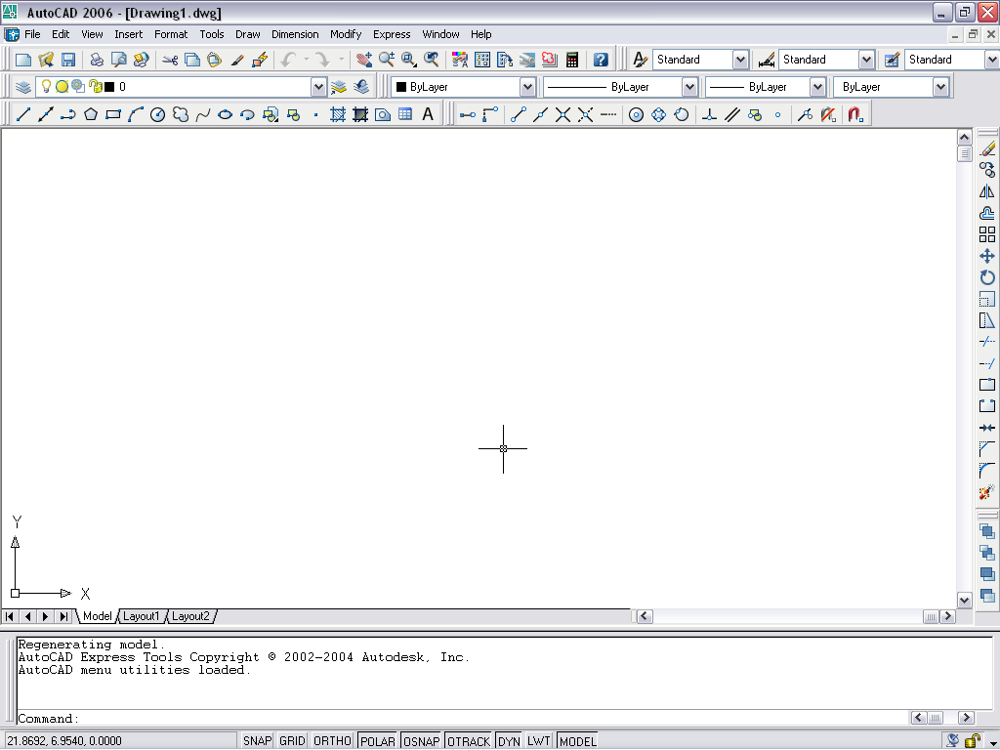 AutoCAD 2006 - [Drawing1.dwg]
File Edit View Insert Format Tools Draw Dimension Modify Express Window Help
Standard Standard Standard
0 ByLayer ByLayer ByLayer ByLayer
A
Y
X
Model Layout1 Layout2
Regenerating model.
AutoCAD Express Tools Copyright © 2002-2004 Autodesk, Inc.
AutoCAD menu utilities loaded.
Command:
21.8692, 6.9540, 0.0000 SNAP GRID ORTHO POLAR OSNAP OTRACK DYN LWT MODEL